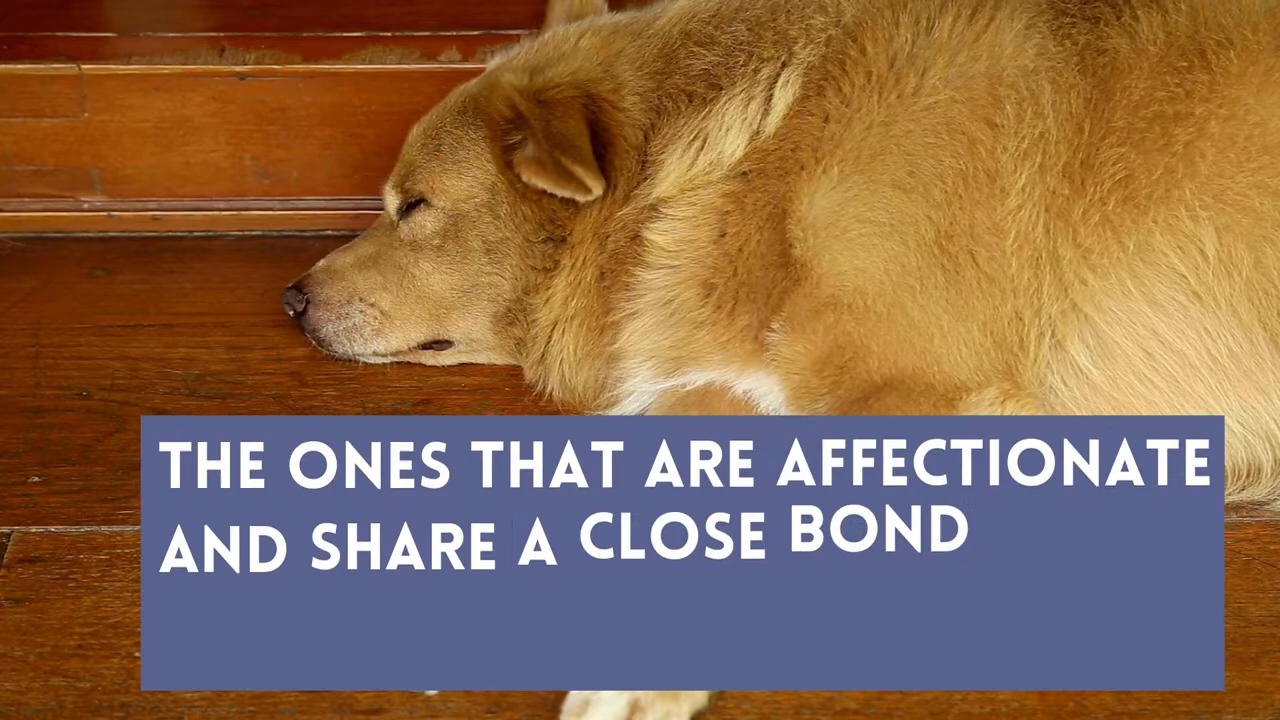 THE ONES THAT ARE AFFECTIONATE
AND SHARE A CLOSE BOND